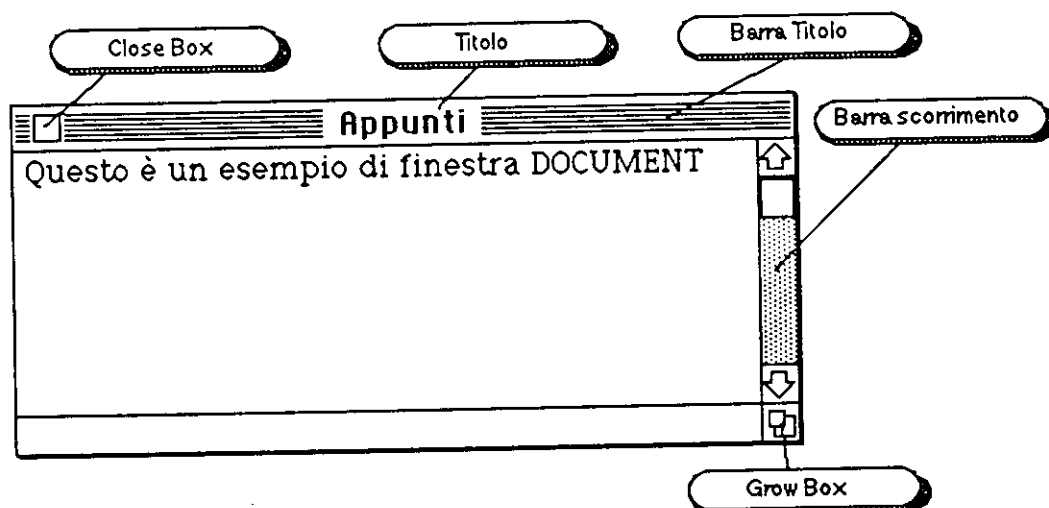 Close Box
Titolo
Barra Titolo
Barra scorrimento
Appunti
Questo è un esempio di finestra DOCUMENT
Grow Box